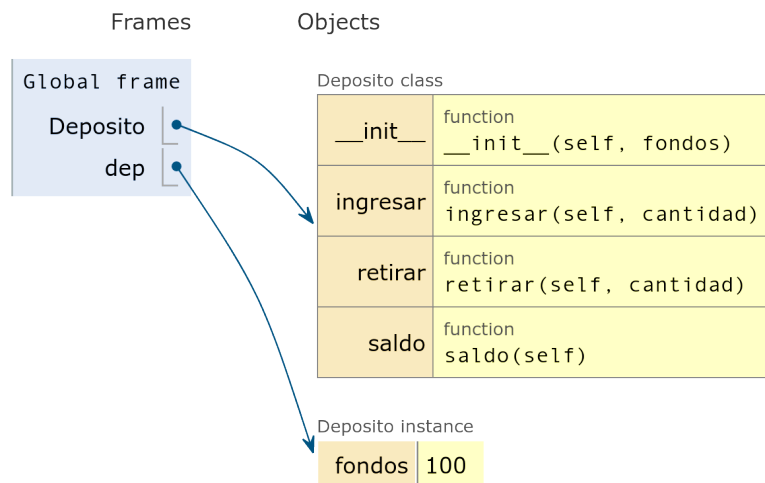 Frames Objects
Global frame
Deposito
dep
Deposito class
__init__ function
__init__(self, fondos)
ingresar function
ingresar(self, cantidad)
retirar function
retirar(self, cantidad)
saldo function
saldo(self)
Deposito instance
fondos 100